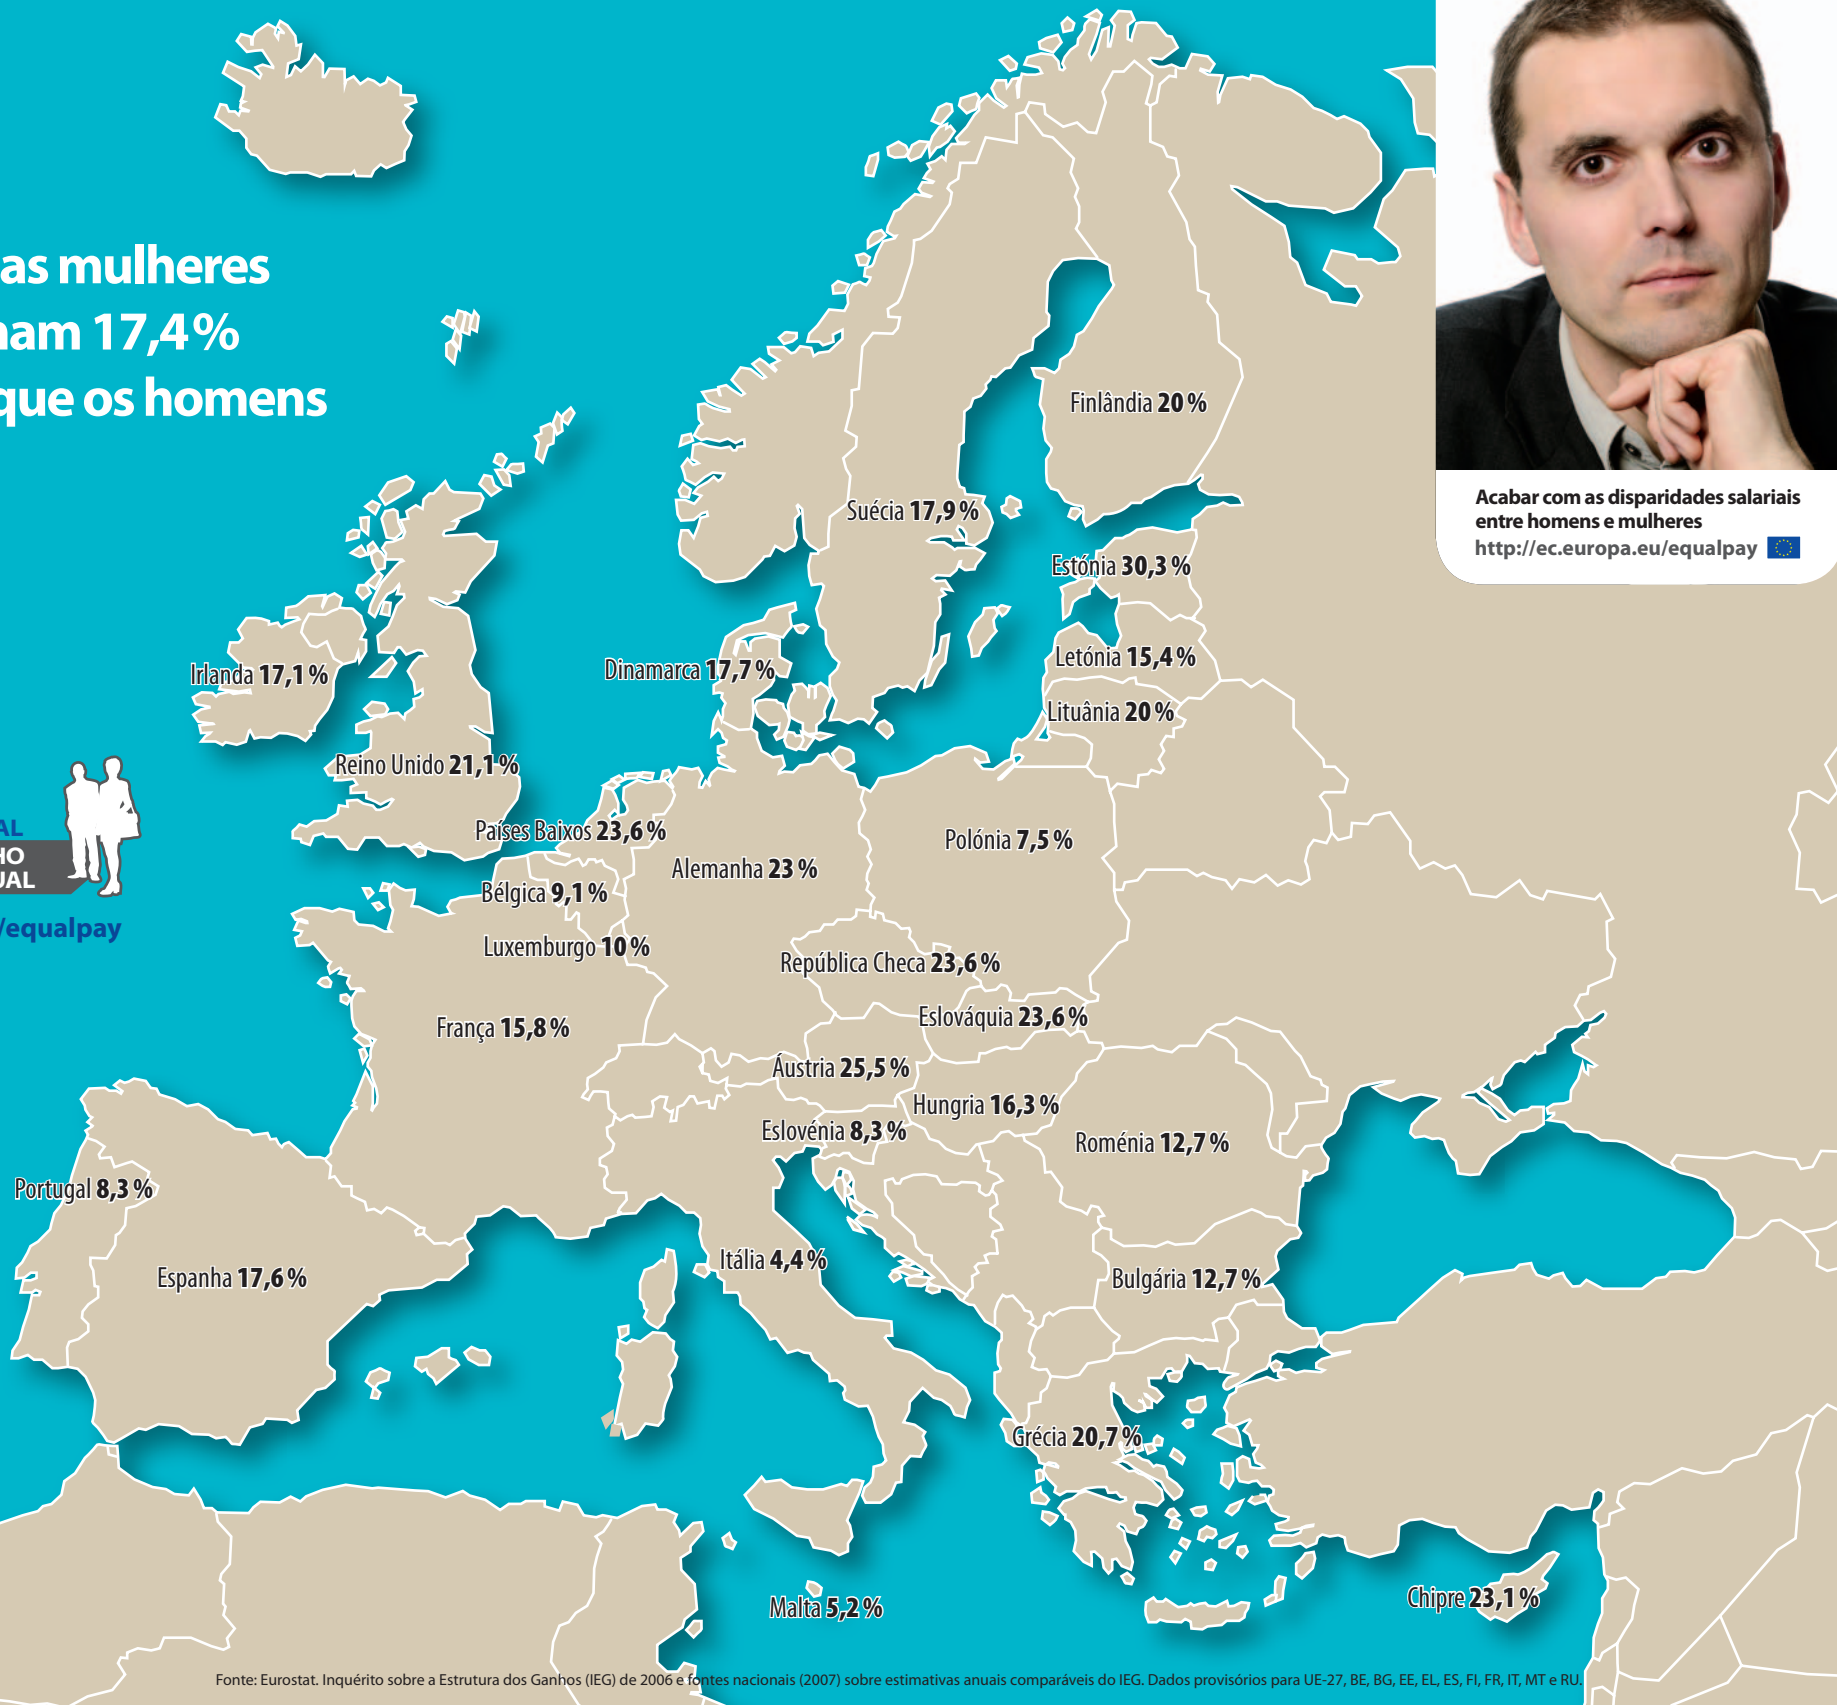 as mulheres
17,4 %
que os homens
Acabar com as disparidades salariais
entre homens e mulheres
http://ec.europa.eu/equalpay
Finlândia 20 %
Suécia 17,9 %
Estónia 30,3 %
Letónia 15,4 %
Irlanda 17,1 %
Dinamarca 17,7 %
Lituânia 20 %
Reino Unido 21,1 %
Países Baixos 23,6 %
Polónia 7,5 %
Alemanha 23 %
Bélgica 9,1 %
/equalpay
Luxemburgo 10 %
República Checa 23,6 %
Eslováquia 23,6 %
França 15,8 %
Áustria 25,5 %
Hungria 16,3 %
Eslovénia 8,3 %
Roménia 12,7 %
Portugal 8,3 %
Itália 4,4 %
Espanha 17,6 %
Bulgária 12,7 %
Grécia 20,7 %
Chipre 23,1 %
Malta 5,2 %
Fonte: Eurostat. Inquérito sobre a Estrutura dos Ganhos (IEG) de 2006 e fontes nacionais (2007) sobre estimativas anuais comparáveis do IEG. Dados provisórios para UE-27, BE, BG, EE, EL, ES, FI, FR, IT, MT e RU.